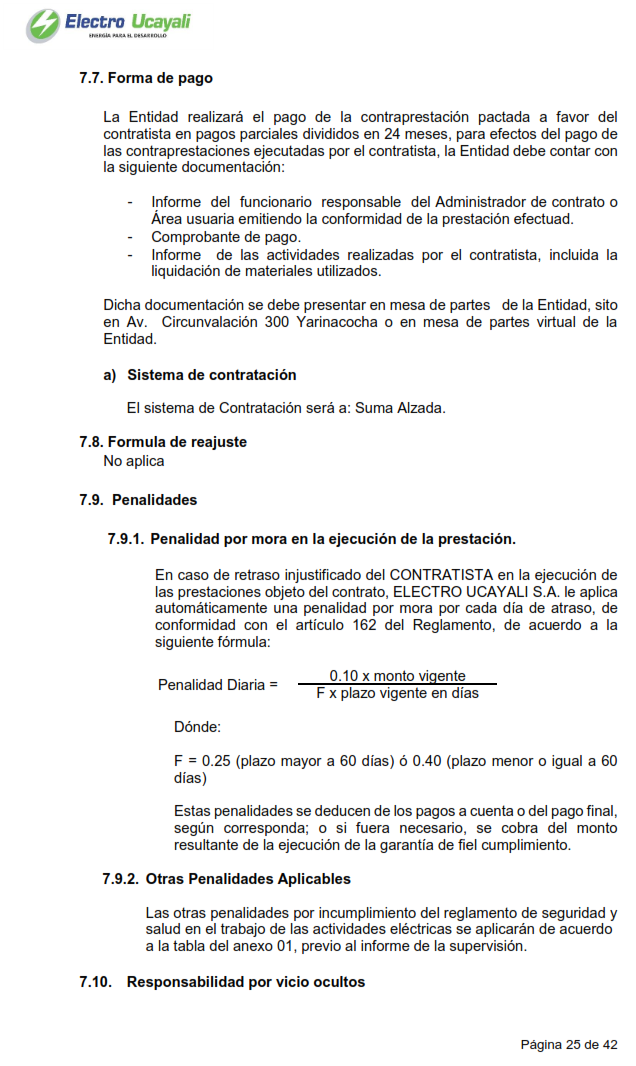 Electro Ucayali
ENERGÍA PARA EL DESARROLLO
7.7. Forma de pago
La Entidad realizará el pago de la contraprestación pactada a favor del
contratista en pagos parciales divididos en 24 meses, para efectos del pago de
las contraprestaciones ejecutadas por el contratista, la Entidad debe contar con
la siguiente documentación:
- Informe del funcionario responsable del Administrador de contrato o
Área usuaria emitiendo la conformidad de la prestación efectuad.
- Comprobante de pago.
- Informe de las actividades realizadas por el contratista, incluida la
liquidación de materiales utilizados.
Dicha documentación se debe presentar en mesa de partes de la Entidad, sito
en Av. Circunvalación 300 Yarinacocha o en mesa de partes virtual de la
Entidad.
a) Sistema de contratación
El sistema de Contratación será a: Suma Alzada.
7.8. Formula de reajuste
No aplica
7.9. Penalidades
7.9.1. Penalidad por mora en la ejecución de la prestación.
En caso de retraso injustificado del CONTRATISTA en la ejecución de
las prestaciones objeto del contrato, ELECTRO UCAYALI S.A. le aplica
automáticamente una penalidad por mora por cada día de atraso, de
conformidad con el artículo 162 del Reglamento, de acuerdo a la
siguiente fórmula:
0.10 x monto vigente
Penalidad Diaria =
F x plazo vigente en días
Dónde:
F = 0.25 (plazo mayor a 60 días) ó 0.40 (plazo menor o igual a 60
días)
Estas penalidades se deducen de los pagos a cuenta o del pago final,
según corresponda; o si fuera necesario, se cobra del monto
resultante de la ejecución de la garantía de fiel cumplimiento.
7.9.2. Otras Penalidades Aplicables
Las otras penalidades por incumplimiento del reglamento de seguridad y
salud en el trabajo de las actividades eléctricas se aplicarán de acuerdo
a la tabla del anexo 01, previo al informe de la supervisión.
7.10. Responsabilidad por vicio ocultos
Página 25 de 42